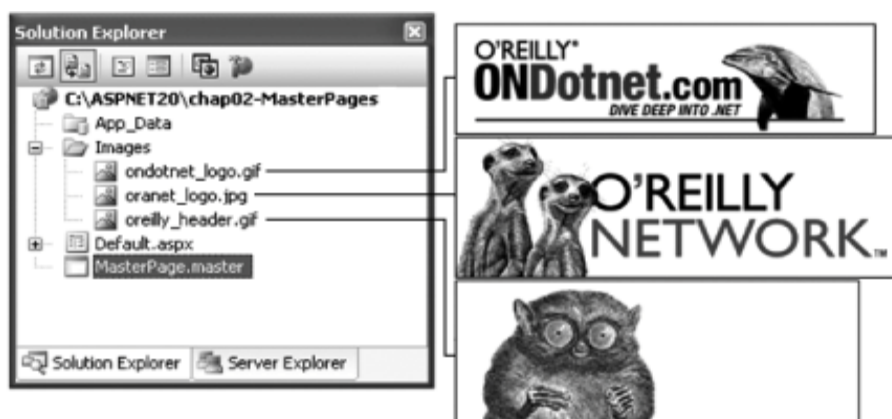 Solution Explorer
C:\ASPNET20\chap02-MasterPages
App_Data
Images
ondotnet_logo.gif
oranet_logo.jpg
oreilly_header.gif
Default.aspx
MasterPage.master
Solution Explorer
Server Explorer
O'REILLY®
ONDotnet.com
DIVE DEEP INTO .NET
O'REILLY
NETWORK™